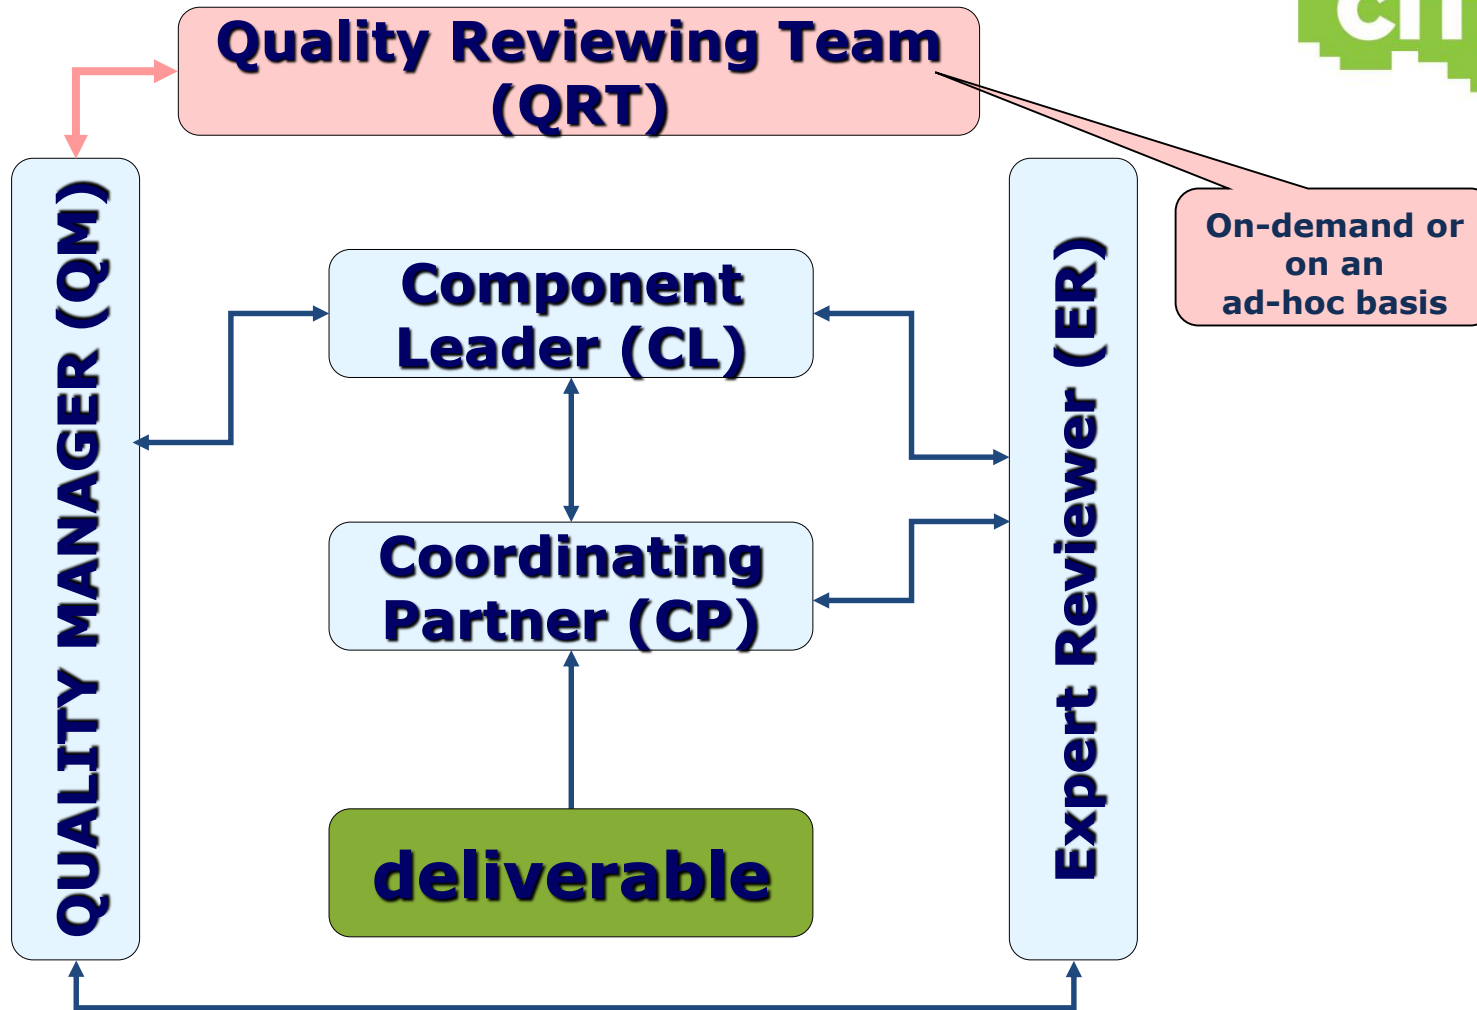 Quality Reviewing Team
(QRT)
QUALITY MANAGER (QM)
Component
Leader (CL)
Expert Reviewer (ER)
On-demand or
on an
ad-hoc basis
Coordinating
Partner (CP)
deliverable